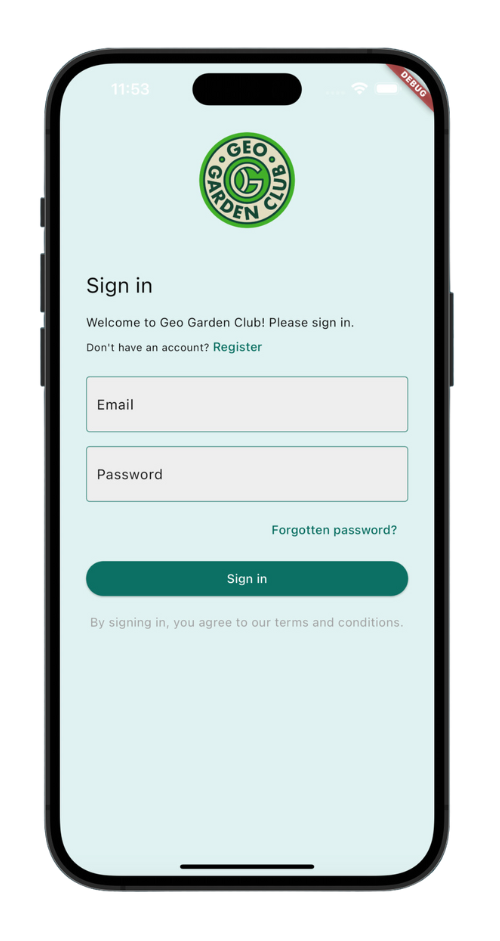 11:53
DEBUG
GEO
GARDEN CLUB
Sign in
Welcome to Geo Garden Club! Please sign in.
Don't have an account? Register
Email
Password
Forgotten password?
Sign in
By signing in, you agree to our terms and conditions.